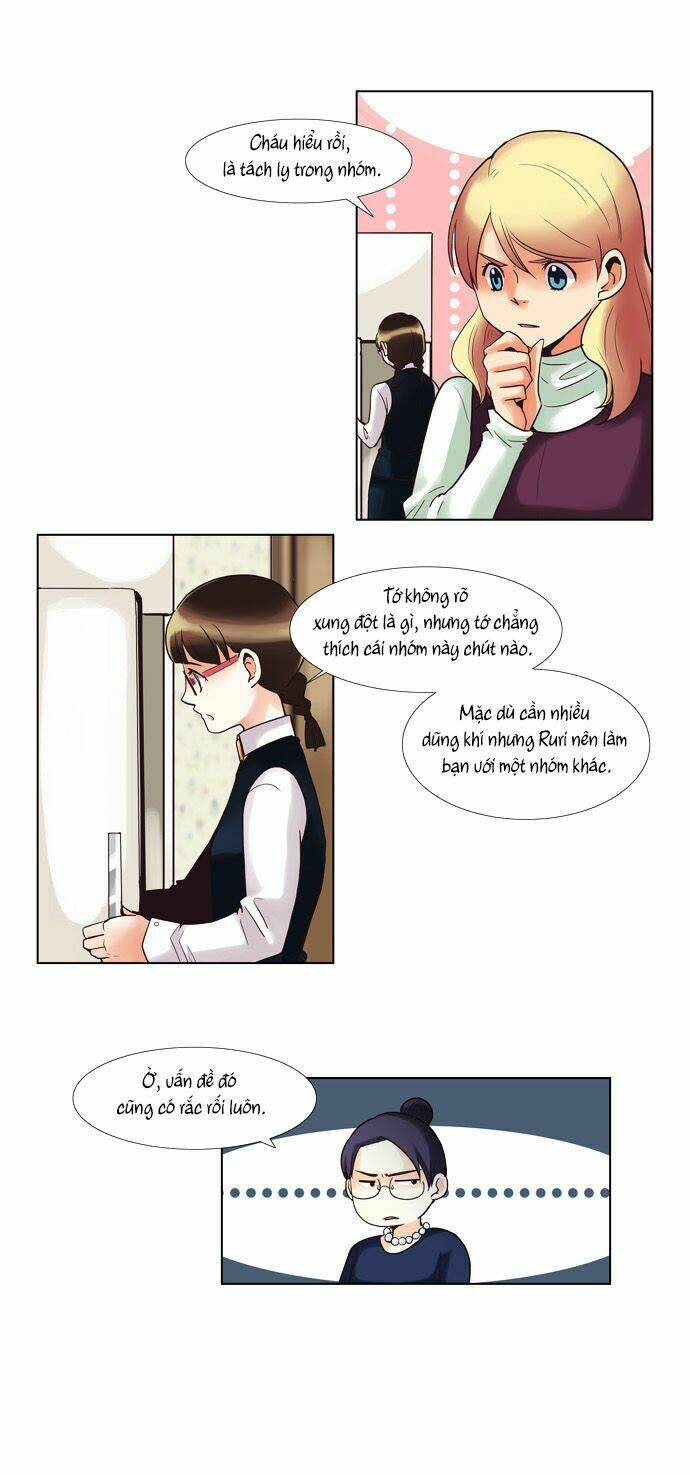 Cháu hiểu rồi,
là tách ly trong nhóm.
Tớ không rõ
xung đột là gì, nhưng tớ chẳng
thích cái nhóm này chút nào.
Mặc dù cần nhiều
dũng khí nhưng Ruri nên làm
bạn với một nhóm khác.
Ờ, vấn đề đó
cũng có rắc rối luôn.